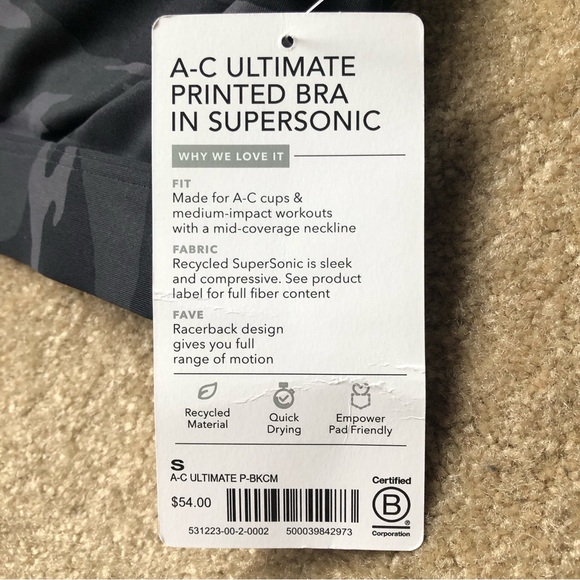 A-C ULTIMATE
PRINTED BRA
IN SUPERSONIC
WHY WE LOVE IT
FIT
Made for A-C cups &
medium-impact workouts
with a mid-coverage neckline
FABRIC
Recycled SuperSonic is sleek
and compressive. See product
label for full fiber content
FAVE
Racerback design
gives you full
range of motion
Recycled
Material
Quick
Drying
Empower
Pad Friendly
S
A-C ULTIMATE P-BKCM
$54.00
531223-00-2-0002 500039842973
Certified
B
®
Corporation